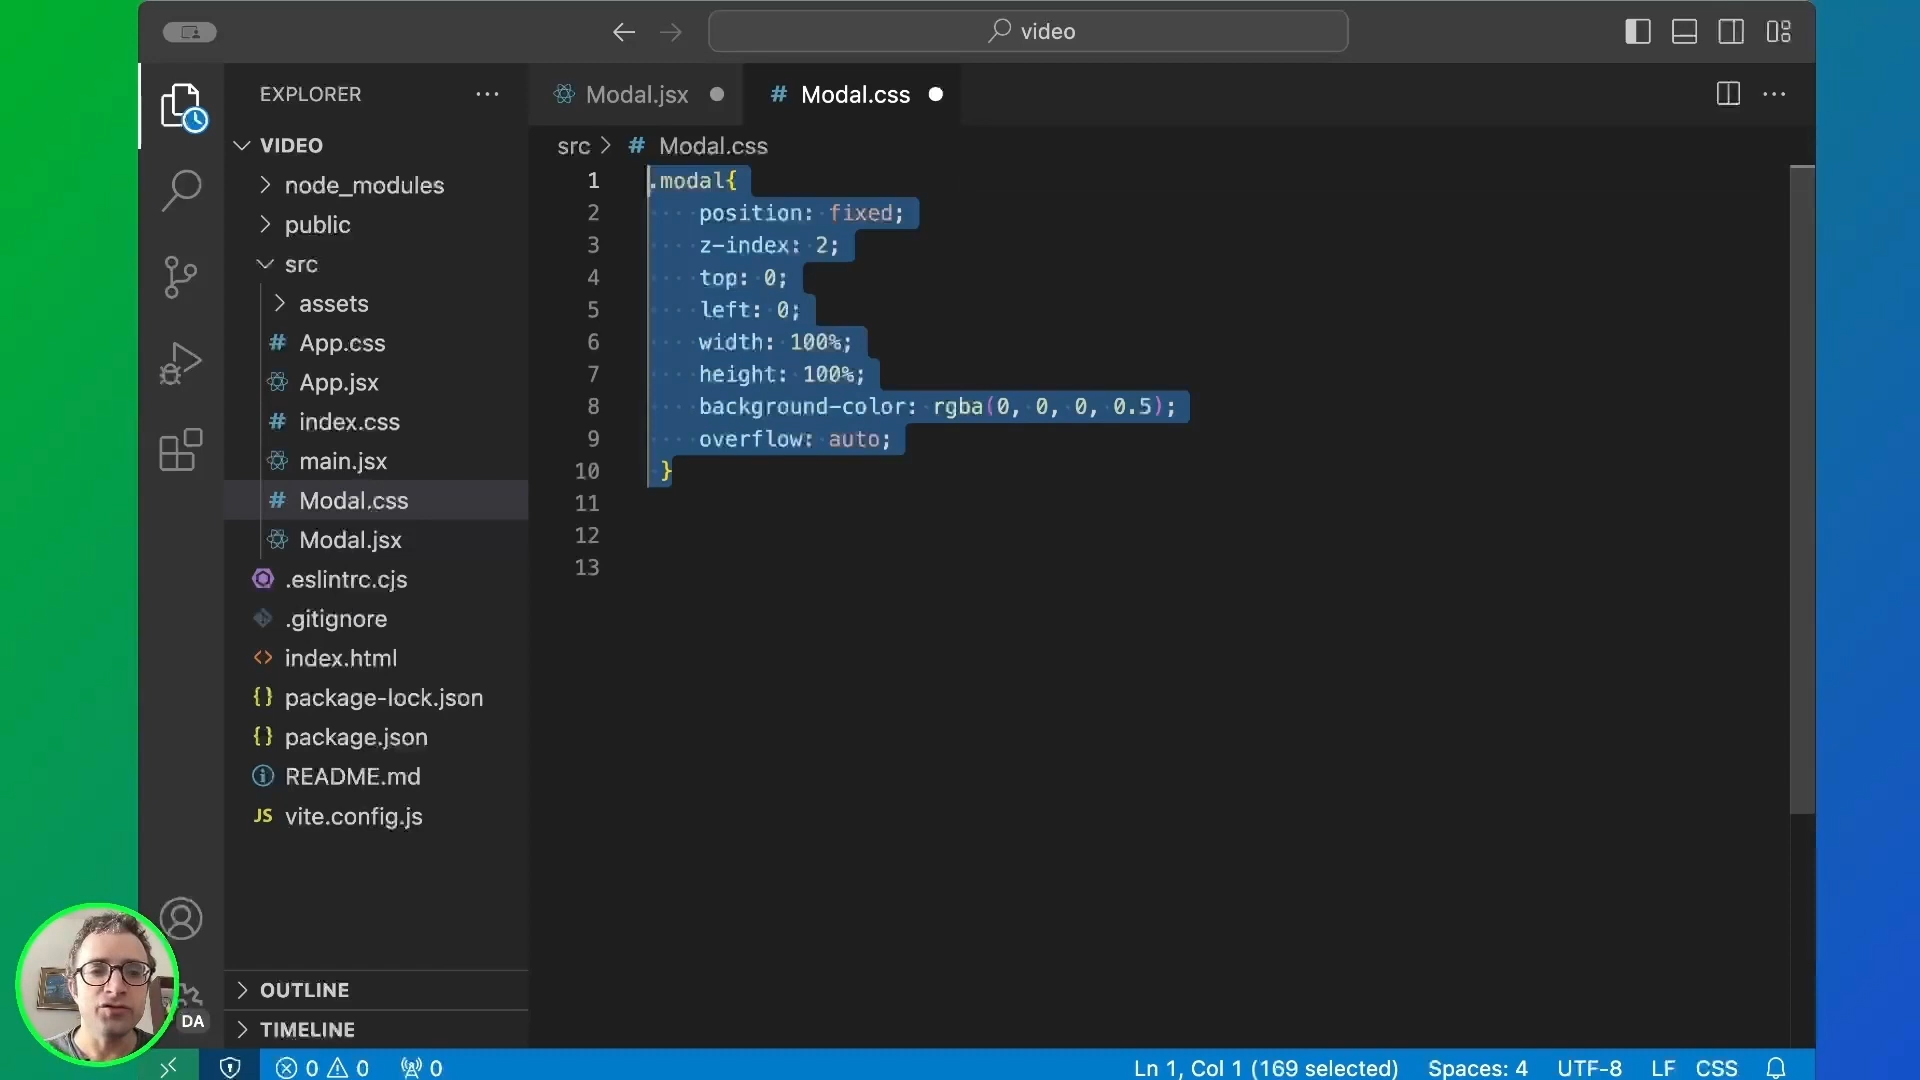 video
EXPLORER
Modal.jsx
# Modal.css
VIDEO
src > # Modal.css
node_modules
public
src
assets
# App.css
App.jsx
# index.css
main.jsx
# Modal.css
Modal.jsx
.eslintrc.cjs
.gitignore
<> index.html
{} package-lock.json
{} package.json
README.md
JS vite.config.js
1 .modal{
2 position: fixed;
3 z-index: 2;
4 top: 0;
5 left: 0;
6 width: 100%;
7 height: 100%;
8 background-color: rgba(0, 0, 0, 0.5);
9 overflow: auto;
10 }
11
12
13
OUTLINE
TIMELINE
DA
0 0 0 Ln 1, Col 1 (169 selected) Spaces: 4 UTF-8 LF CSS